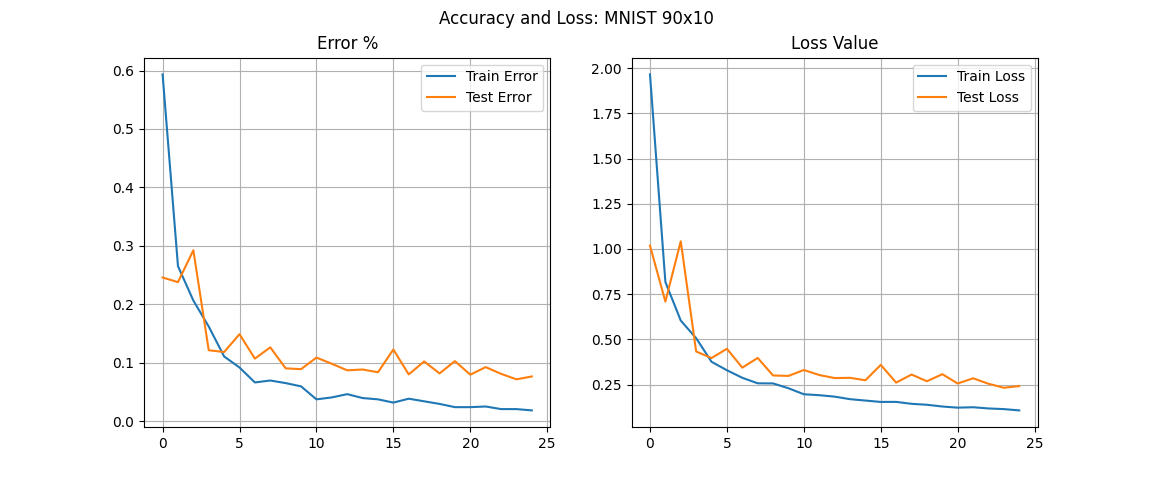 Accuracy and Loss: MNIST 90x10
Error %
Train Error
Test Error
0.6
0.5
0.4
0.3
0.2
0.1
0.0
0 5 10 15 20 25
Loss Value
Train Loss
Test Loss
2.00
1.75
1.50
1.25
1.00
0.75
0.50
0.25
0 5 10 15 20 25